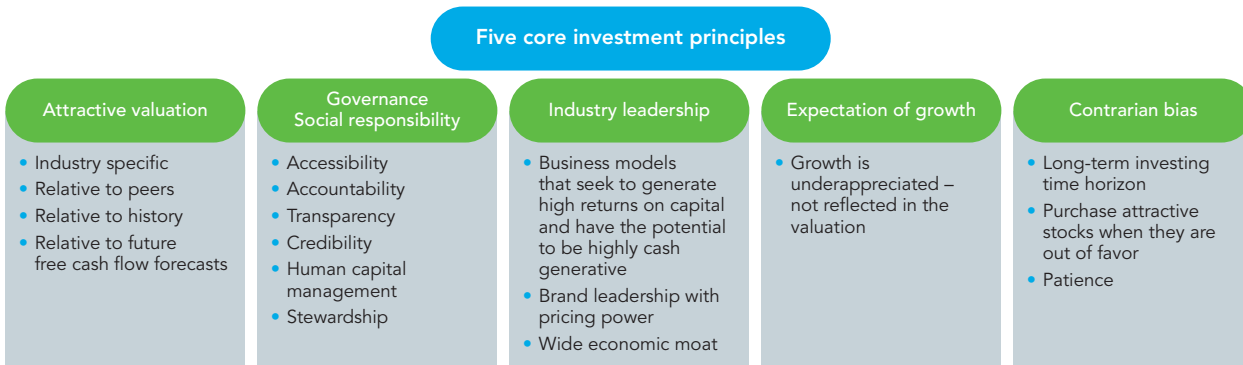 Five core investment principles
Attractive valuation
• Industry specific
• Relative to peers
• Relative to history
• Relative to future
free cash flow forecasts
Governance
Social responsibility
• Accessibility
• Accountability
• Transparency
• Credibility
• Human capital
management
• Stewardship
Industry leadership
• Business models
that seek to generate
high returns on capital
and have the potential
to be highly cash
generative
• Brand leadership with
pricing power
• Wide economic moat
Expectation of growth
• Growth is
underappreciated –
not reflected in the
valuation
Contrarian bias
• Long-term investing
time horizon
• Purchase attractive
stocks when they are
out of favor
• Patience